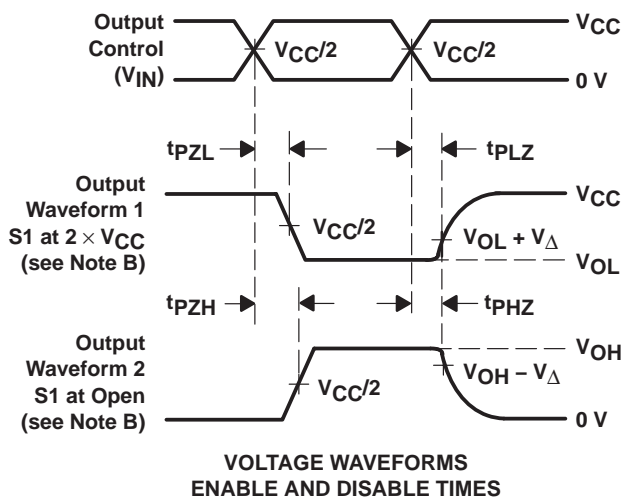 Output
Control
(VIN)
VCC/2
VCC/2
VCC
0 V
tPZL
tPLZ
Output
Waveform 1
S1 at 2 × VCC
(see Note B)
VCC/2
VCC
VOL + VΔ
VOL
tPZH
tPHZ
Output
Waveform 2
S1 at Open
(see Note B)
VCC/2
VOH
VOH – VΔ
0 V
VOLTAGE WAVEFORMS
ENABLE AND DISABLE TIMES